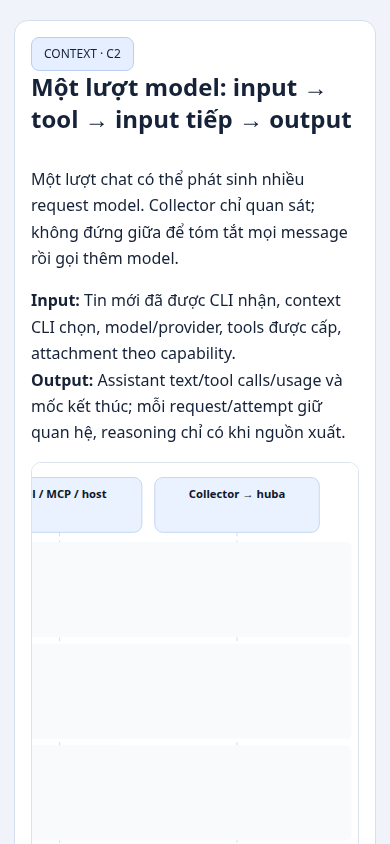 CONTEXT · C2
Một lượt model: input →
tool → input tiếp → output
Một lượt chat có thể phát sinh nhiều
request model. Collector chỉ quan sát;
không đứng giữa để tóm tắt mọi message
rồi gọi thêm model.
Input: Tin mới đã được CLI nhận, context
CLI chọn, model/provider, tools được cấp,
attachment theo capability.
Output: Assistant text/tool calls/usage và
mốc kết thúc; mỗi request/attempt giữ
quan hệ, reasoning chỉ có khi nguồn xuất.
/ MCP / host
Collector → huba